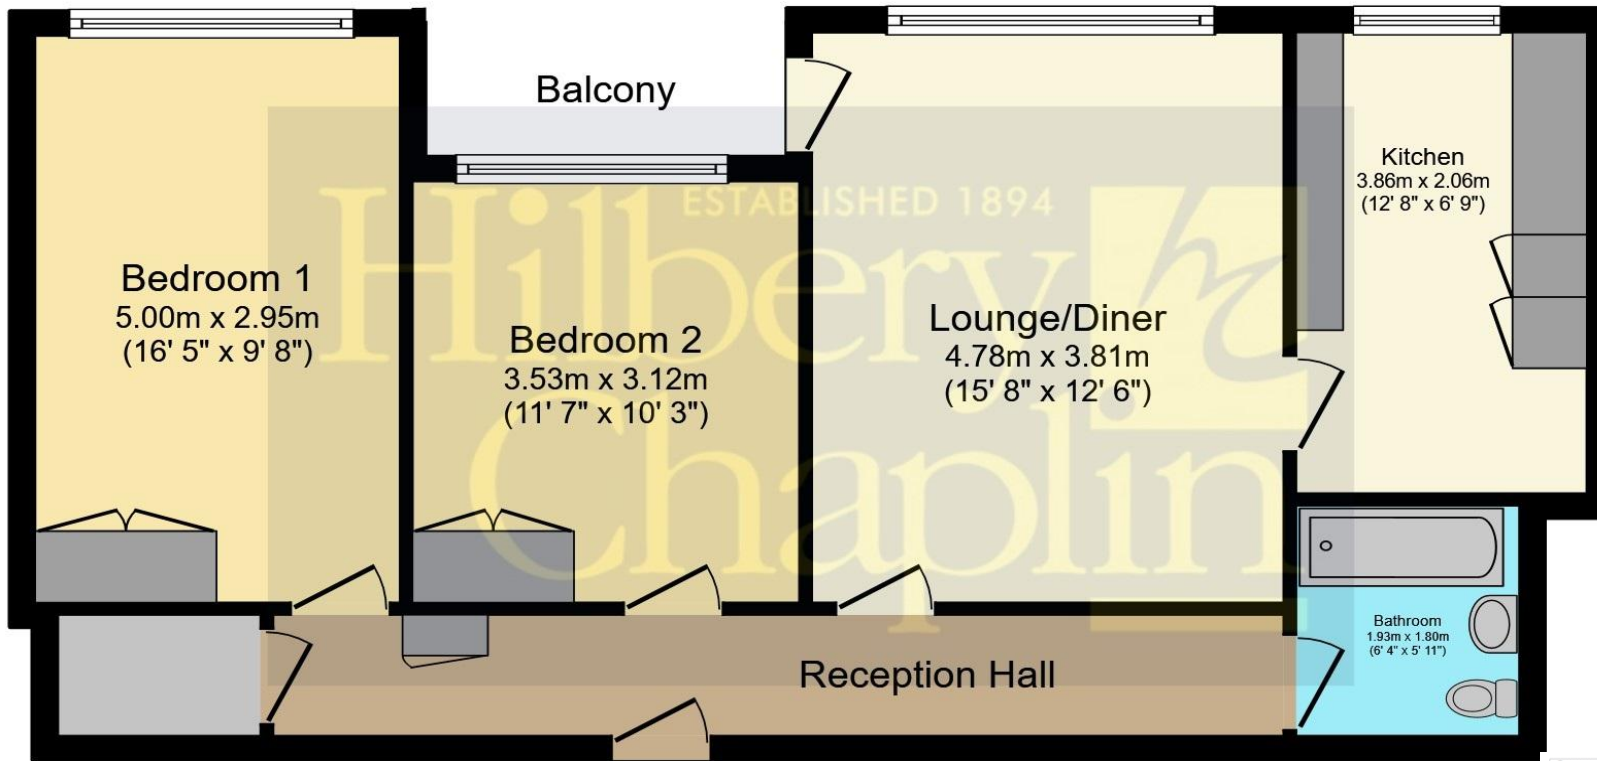 Balcony
Kitchen
3.86m x 2.06m
(12' 8" x 6' 9")
ESTABLISHED 1894
Hilbery
Chaplin
Bedroom 1
5.00m x 2.95m
(16' 5" x 9' 8")
Bedroom 2
3.53m x 3.12m
(11' 7" x 10' 3")
Lounge/Diner
4.78m x 3.81m
(15' 8" x 12' 6")
Bathroom
1.93m x 1.80m
(6' 4" x 5' 11")
Reception Hall